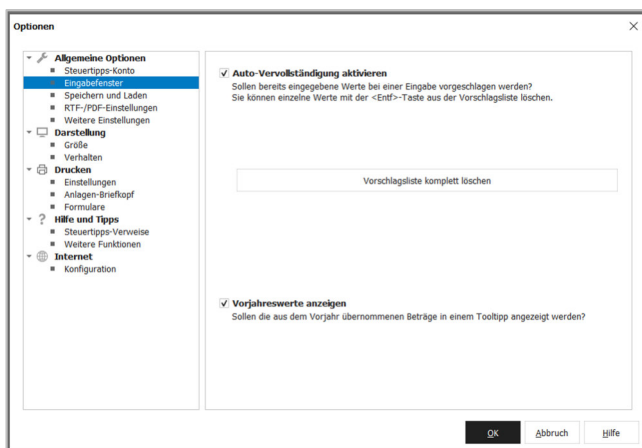 Optionen
Allgemeine Optionen
Steuertipps-Konto
Eingabefenster
Speichern und Laden
RTF-/PDF-Einstellungen
Weitere Einstellungen
Darstellung
Größe
Verhalten
Drucken
Einstellungen
Anlagen-Briefkopf
Formulare
Hilfe und Tipps
Steuertipps-Verweise
Weitere Funktionen
Internet
Konfiguration
Auto-Vervollständigung aktivieren
Sollen bereits eingegebene Werte bei einer Eingabe vorgeschlagen werden?
Sie können einzelne Werte mit der <Entf>-Taste aus der Vorschlagsliste löschen.
Vorschlagsliste komplett löschen
Vorjahreswerte anzeigen
Sollen die aus dem Vorjahr übernommenen Beträge in einem Tooltipp angezeigt werden?
OK Abbruch Hilfe